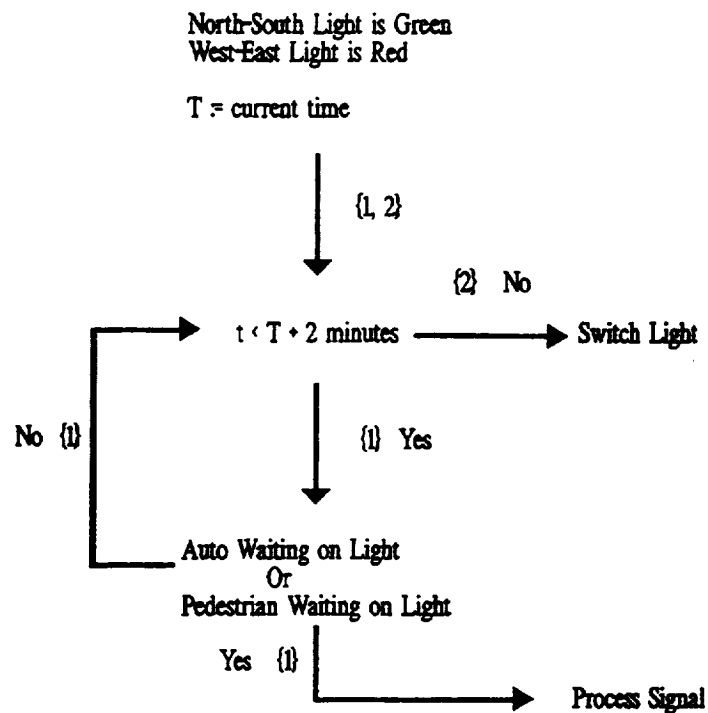 North-South Light is Green
West-East Light is Red
T := current time
{1, 2}
{2} No
t < T + 2 minutes
Switch Light
No {1}
{1} Yes
Auto Waiting on Light
Or
Pedestrian Waiting on Light
Yes {1}
Process Signal